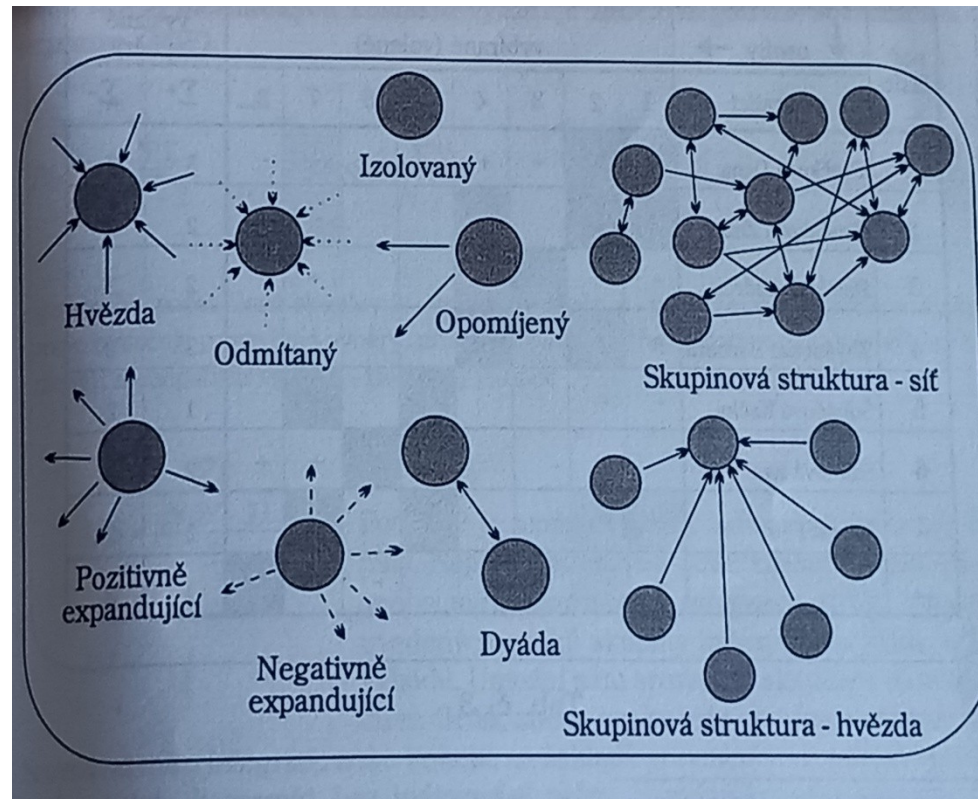 Izolovaný
Hvězda
Opomíjený
Odmítaný
Skupinová struktura - síť
Pozitivně
expandující
Dyáda
Negativně
expandující
Skupinová struktura - hvězda